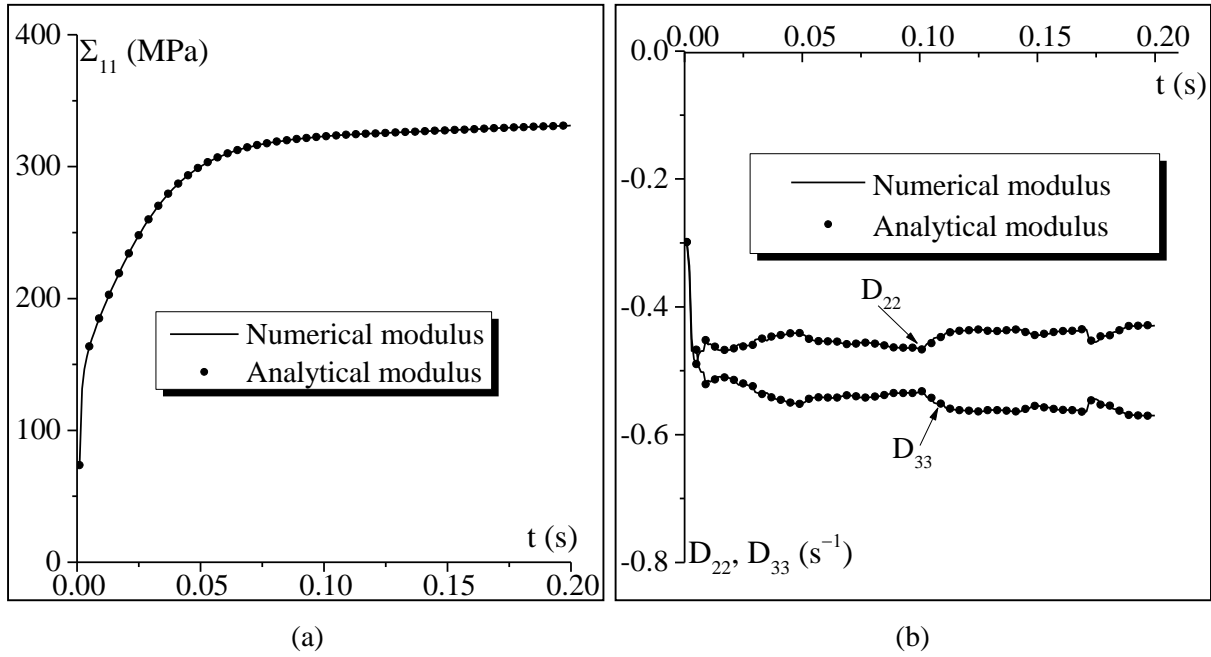 400
Σ11 (MPa)
300
200
100
0
Numerical modulus
Analytical modulus
t (s)
0.00 0.05 0.10 0.15 0.20
(a)
0.00 0.05 0.10 0.15 0.20
t (s)
0.0
-0.2
-0.4
-0.6
-0.8
Numerical modulus
Analytical modulus
D22
D33
D22, D33 (s−1)
(b)